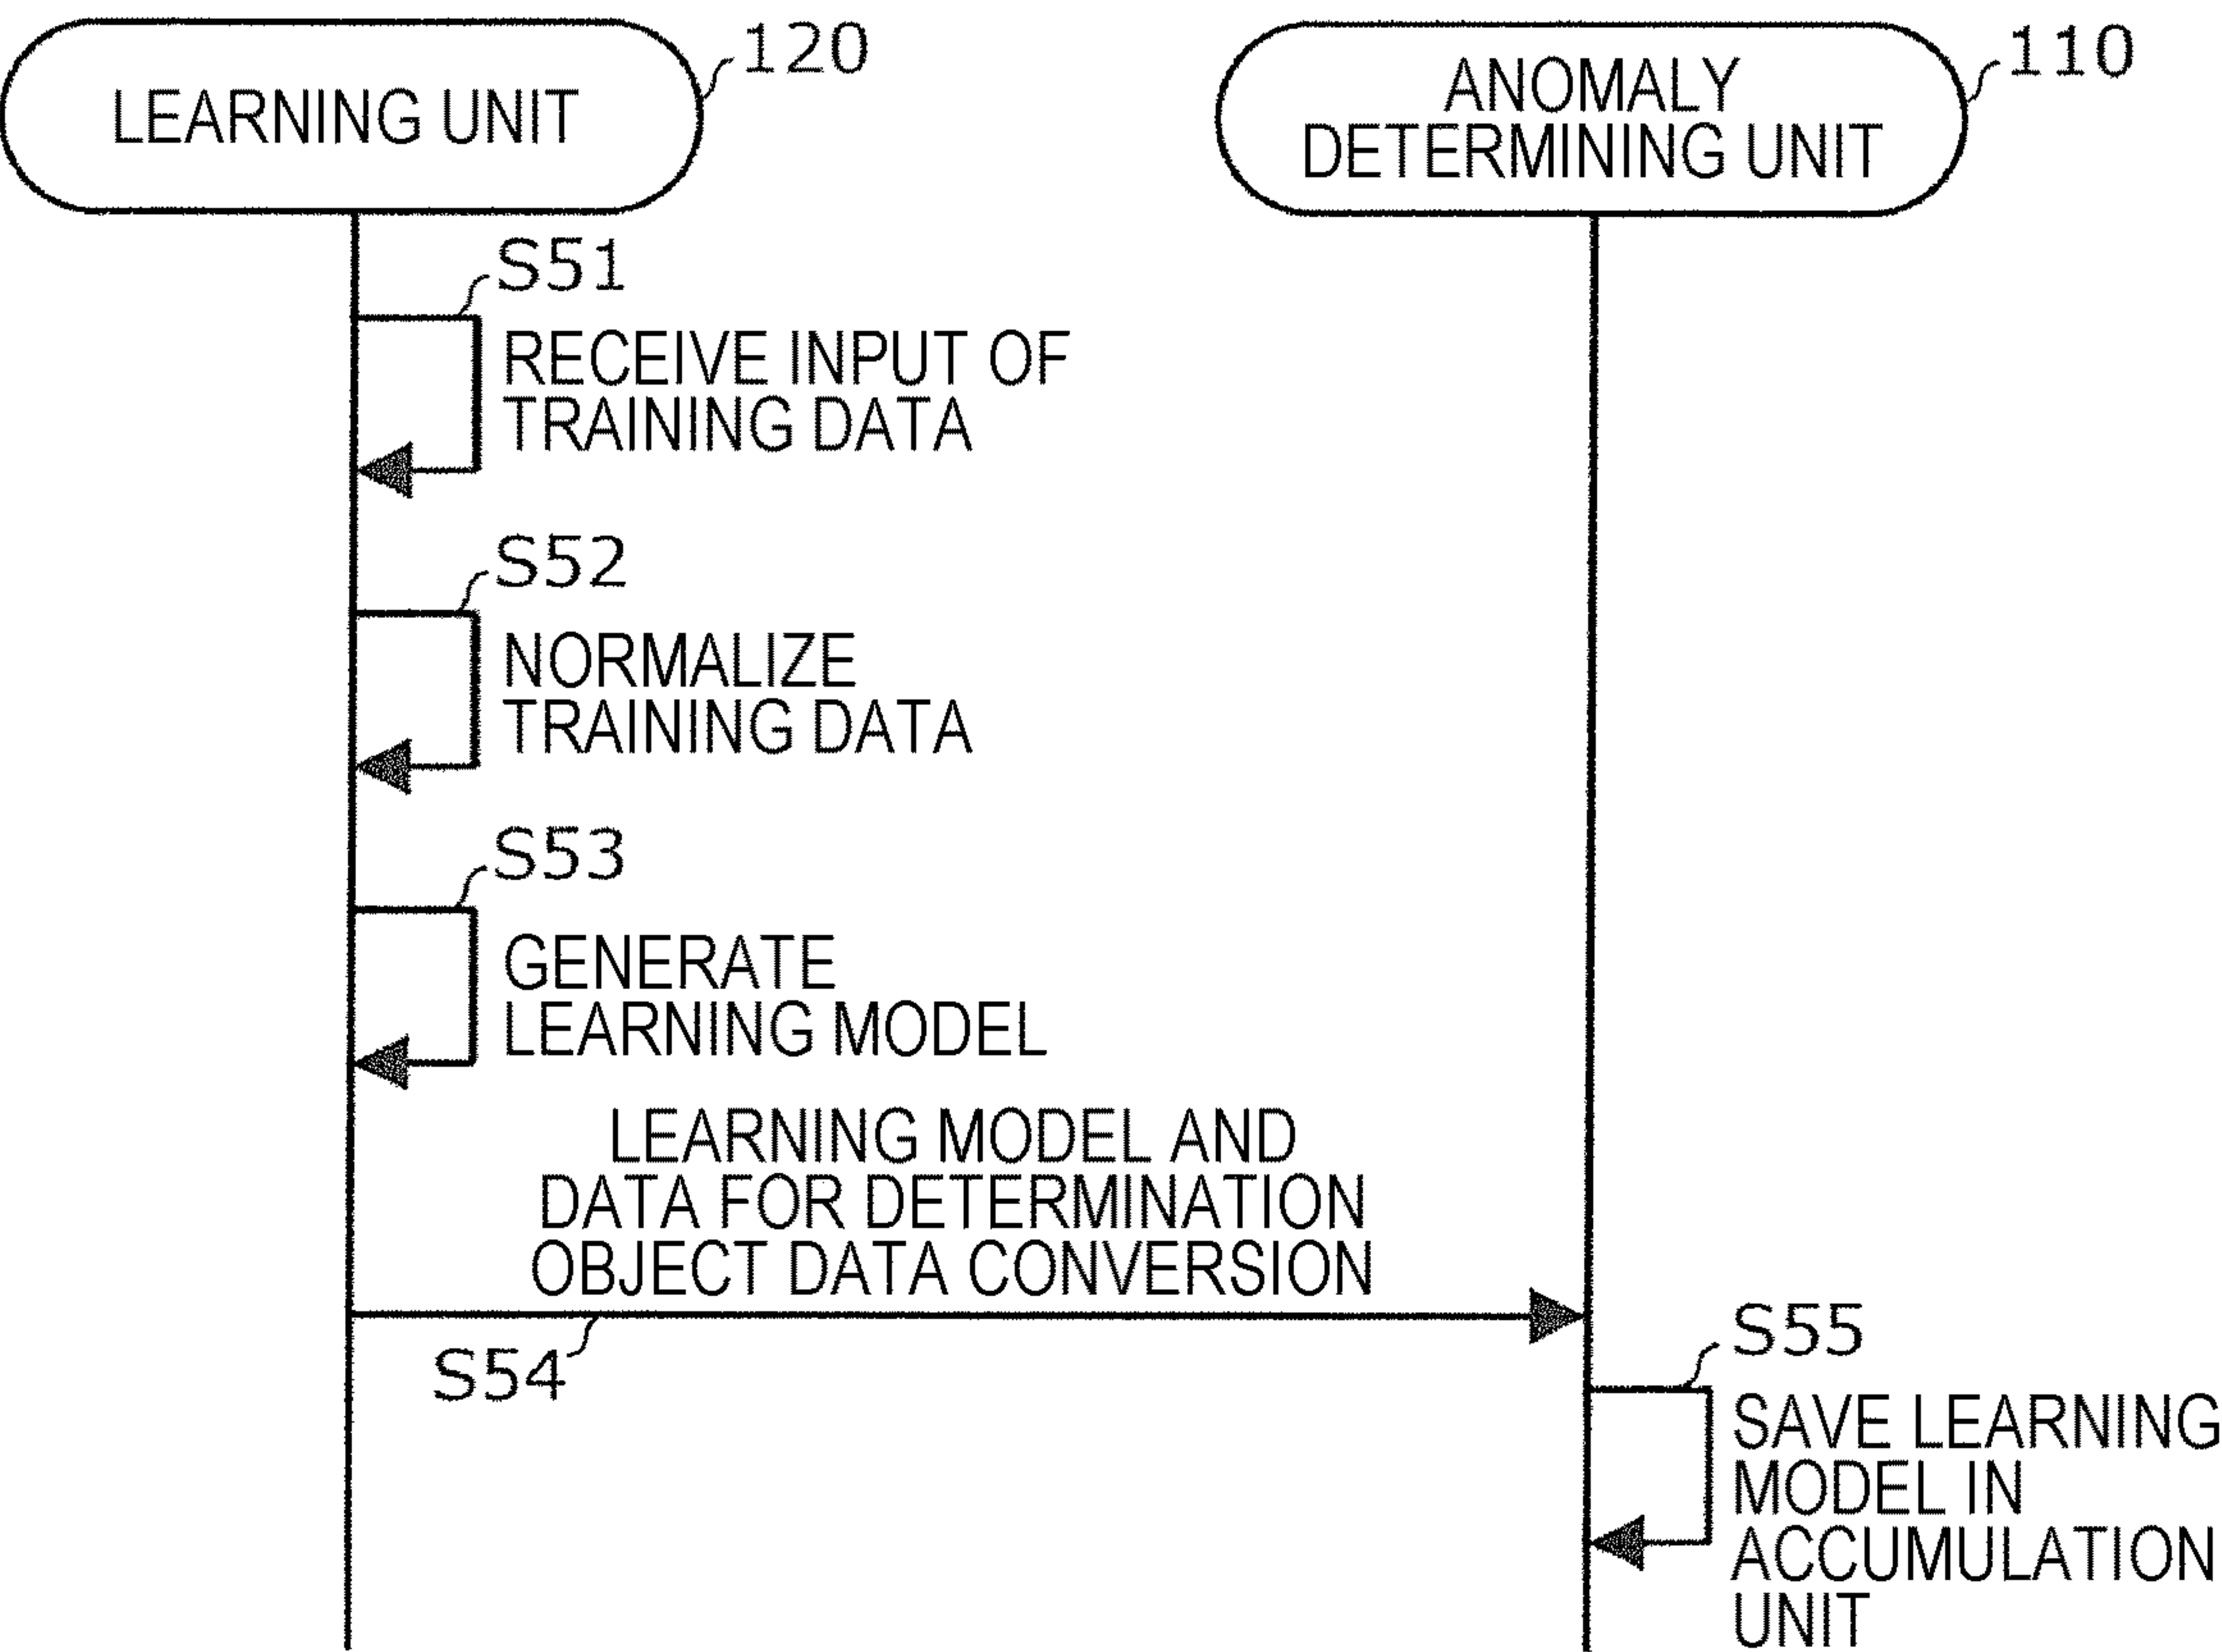 LEARNING UNIT
120
ANOMALY
DETERMINING UNIT
110
S51
RECEIVE INPUT OF
TRAINING DATA
S52
NORMALIZE
TRAINING DATA
S53
GENERATE
LEARNING MODEL
LEARNING MODEL AND
DATA FOR DETERMINATION
OBJECT DATA CONVERSION
S54
S55
SAVE LEARNING
MODEL IN
ACCUMULATION
UNIT